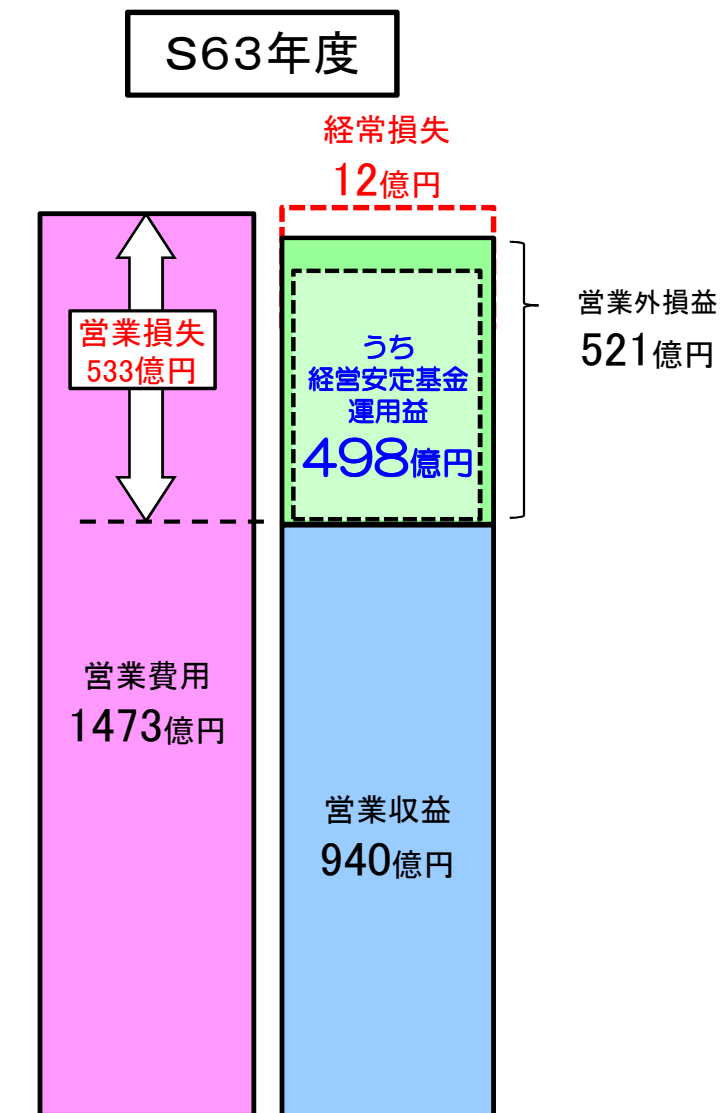 S63年度
経常損失
12億円
営業損失
533億円
うち
経営安定基金
運用益
498億円
営業外損益
521億円
営業費用
1473億円
営業収益
940億円